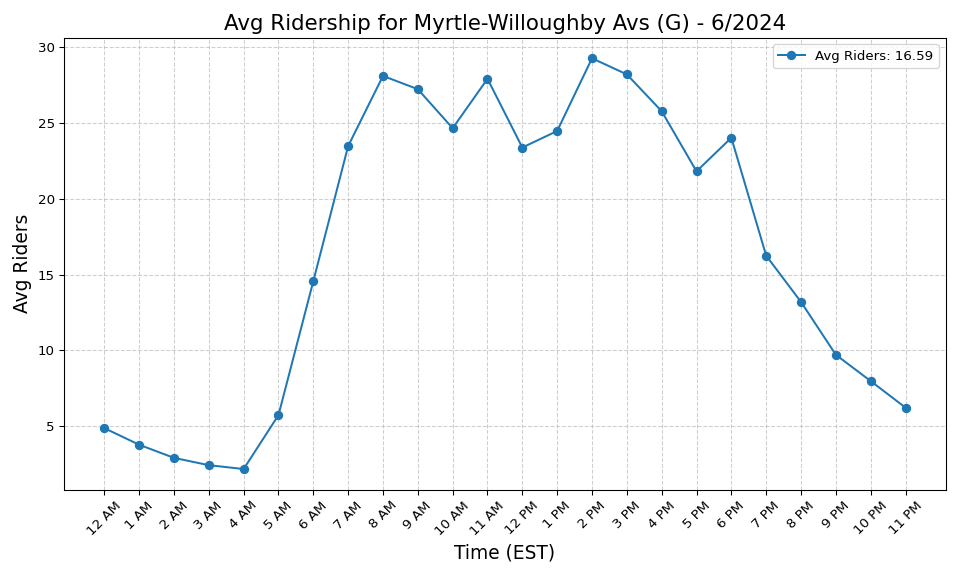 Avg Ridership for Myrtle-Willoughby Avs (G) - 6/2024
Avg Riders: 16.59
30
25
20
15
10
5
Avg Riders
12 AM
1 AM
2 AM
3 AM
4 AM
5 AM
6 AM
7 AM
8 AM
9 AM
10 AM
11 AM
12 PM
1 PM
2 PM
3 PM
4 PM
5 PM
6 PM
7 PM
8 PM
9 PM
10 PM
11 PM
Time (EST)